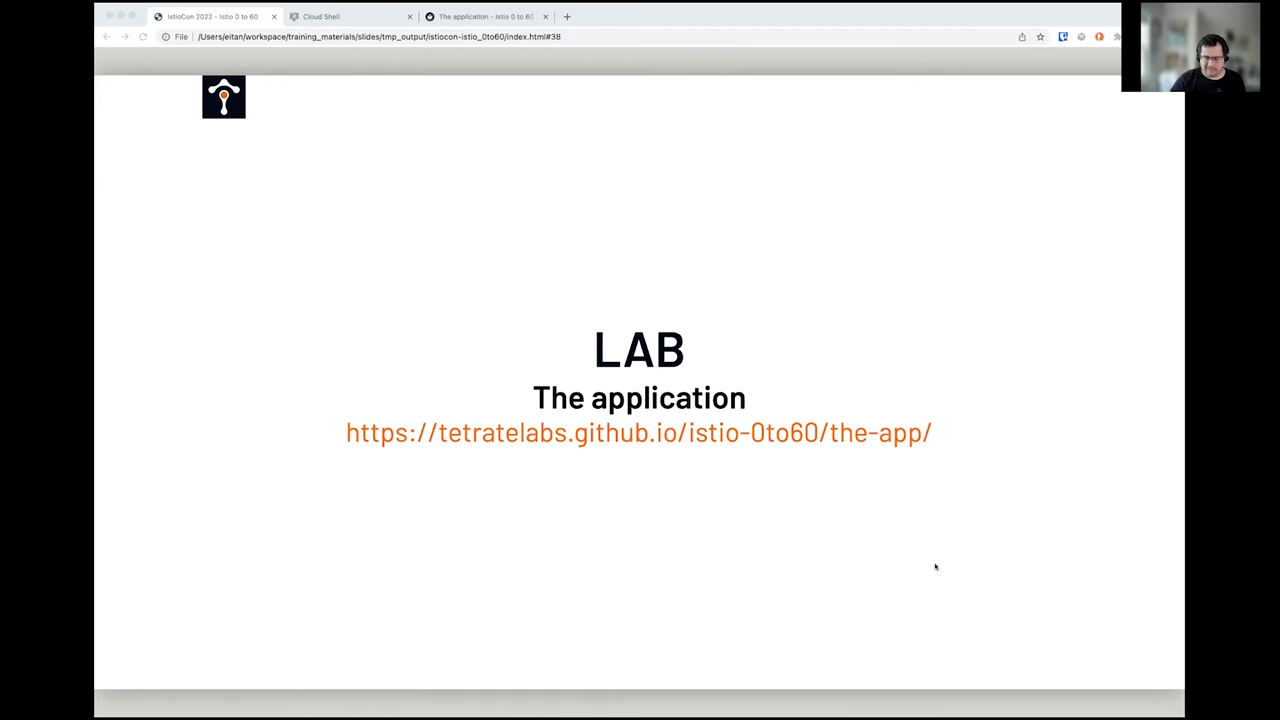 IstioCon 2022 - Istio 0 to 60
Cloud Shell
The application - Istio 0 to 60
File
/Users/eitan/workspace/training_materials/slides/tmp_output/istiocon-istio_0to60/index.html#38
LAB
The application
https://tetratelabs.github.io/istio-0to60/the-app/